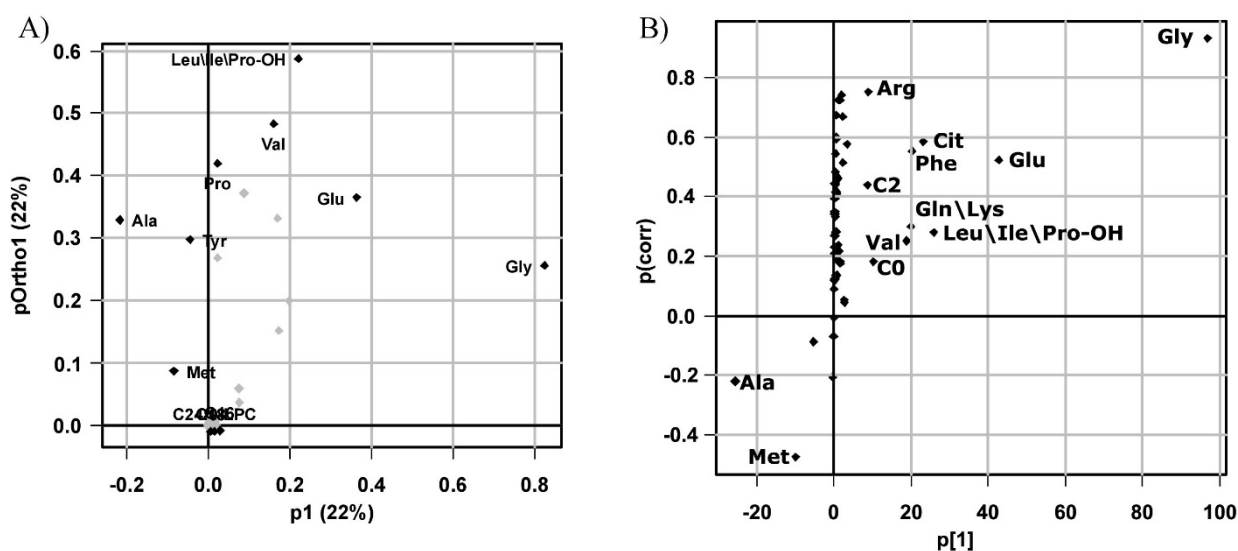 A)
0.6
0.5
0.4
0.3
0.2
0.1
0.0
-0.2
0.0
0.2
0.4
0.6
0.8
pOrtho1 (22%)
p1 (22%)
Leu\Ile\Pro-OH
Val
Pro
Glu
Ala
Tyr
Gly
Met
B)
0.8
0.6
0.4
0.2
0.0
-0.2
-0.4
-20
0
20
40
60
80
100
p(corr)
p[1]
Gly
Arg
Cit
Phe
Glu
C2
Gln\Lys
Leu\Ile\Pro-OH
Val
C0
Ala
Met